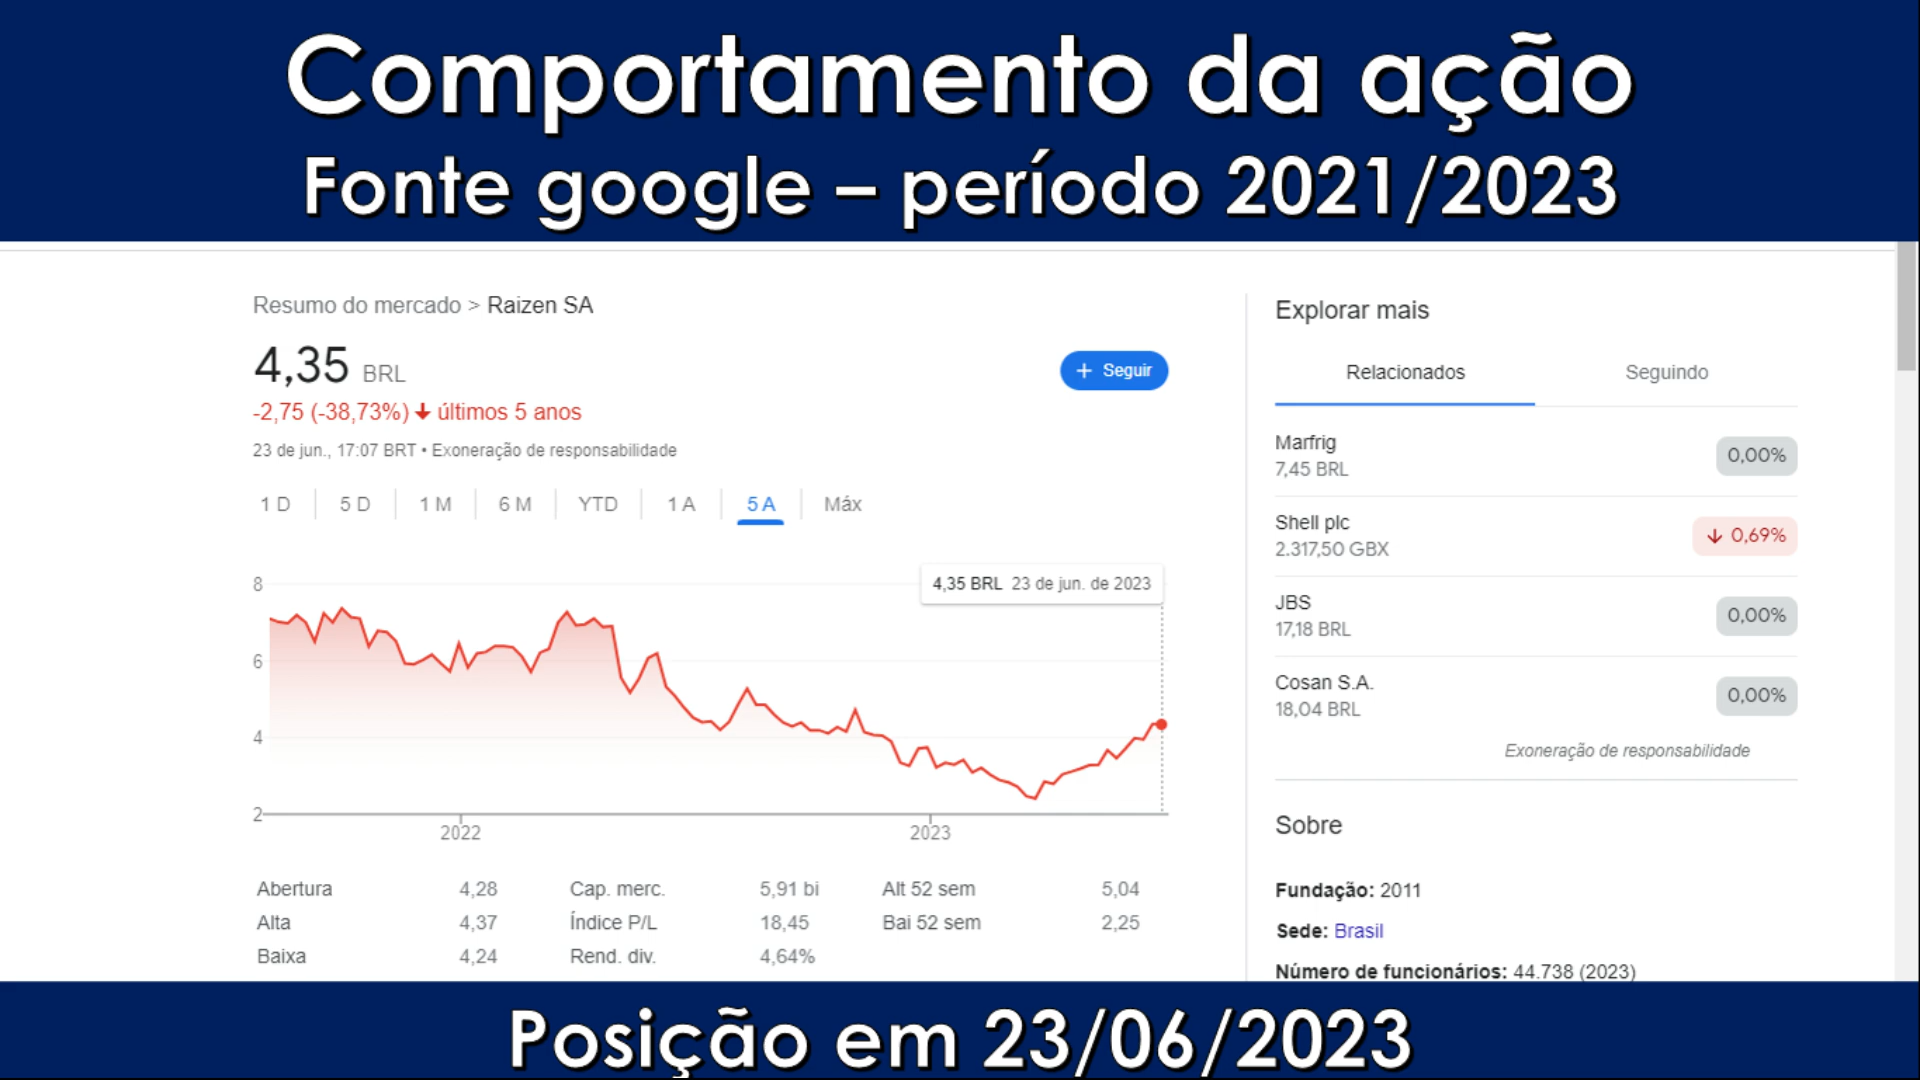 Comportamento da ação
Fonte google – período 2021/2023
Resumo do mercado > Raizen SA
4,35 BRL
+ Seguir
-2,75 (-38,73%) ↓ últimos 5 anos
23 de jun., 17:07 BRT • Exoneração de responsabilidade
1 D 5 D 1 M 6 M YTD 1 A 5 A Máx
4,35 BRL 23 de jun. de 2023
8
6
4
2
2022 2023
Abertura 4,28 Cap. merc. 5,91 bi Alt 52 sem 5,04
Alta 4,37 Índice P/L 18,45 Bai 52 sem 2,25
Baixa 4,24 Rend. div. 4,64%
Explorar mais
Relacionados Seguindo
Marfrig
7,45 BRL
0,00%
Shell plc
2.317,50 GBX
↓ 0,69%
JBS
17,18 BRL
0,00%
Cosan S.A.
18,04 BRL
0,00%
Exoneração de responsabilidade
Sobre
Fundação: 2011
Sede: Brasil
Número de funcionários: 44.738 (2023)
Posição em 23/06/2023